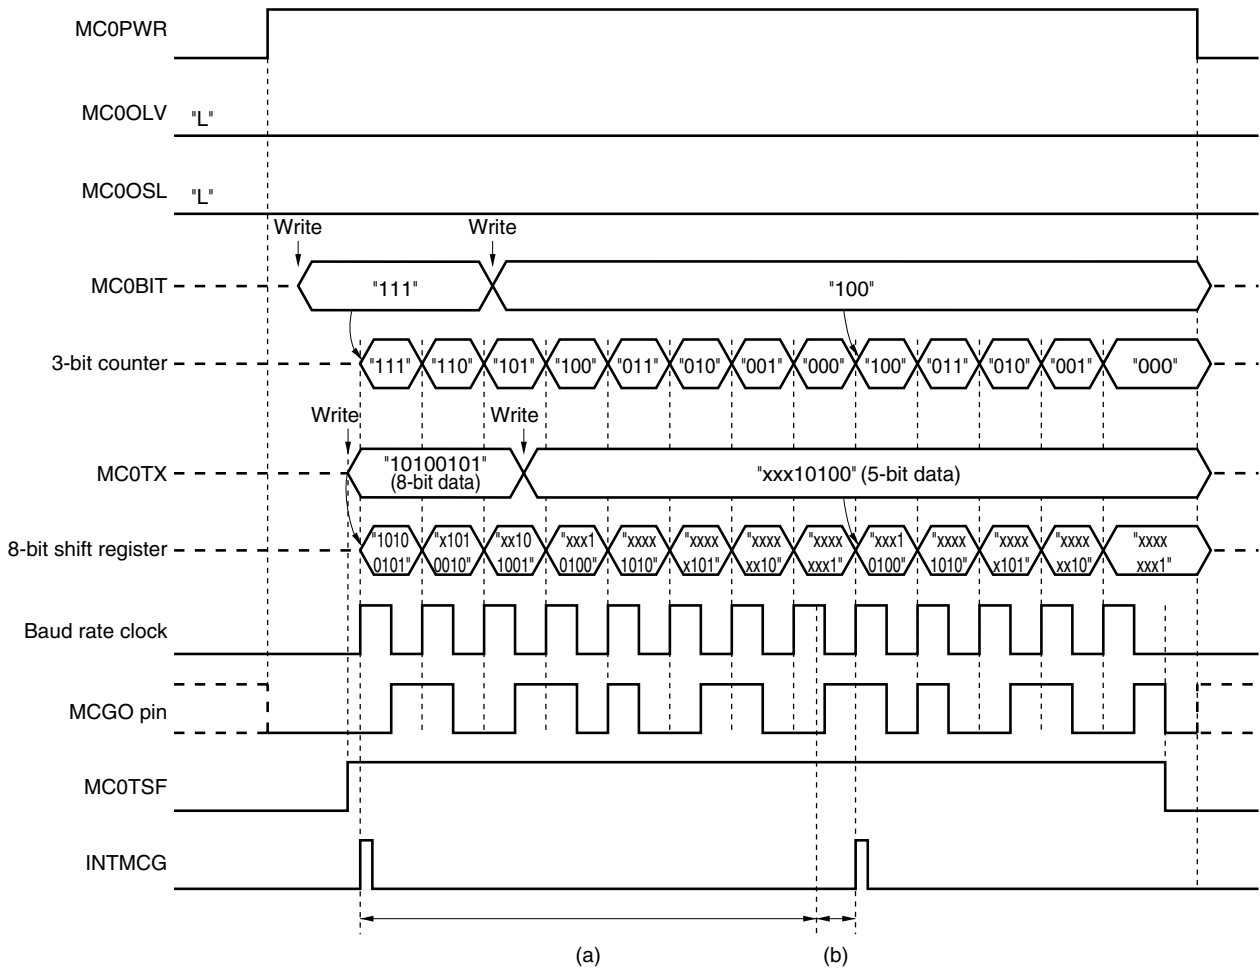 MC0PWR
MC0OLV "L"
MC0OSL "L"
Write Write
MC0BIT "111" "100"
3-bit counter "111" "110" "101" "100" "011" "010" "001" "000" "100" "011" "010" "001" "000"
Write Write
MC0TX "10100101" "xxx10100" (5-bit data)
(8-bit data)
8-bit shift register "1010 "x101 "xx10 "xxx1 "xxxx "xxxx "xxxx "xxxx "xxx1 "xxxx "xxxx "xxxx "xxxx
0101" 0010" 1001" 0100" 1010" x101" xx10" xxx1" 0100" 1010" x101" xx10" xxx1"
Baud rate clock
MCGO pin
MC0TSF
INTMCG
(a) (b)